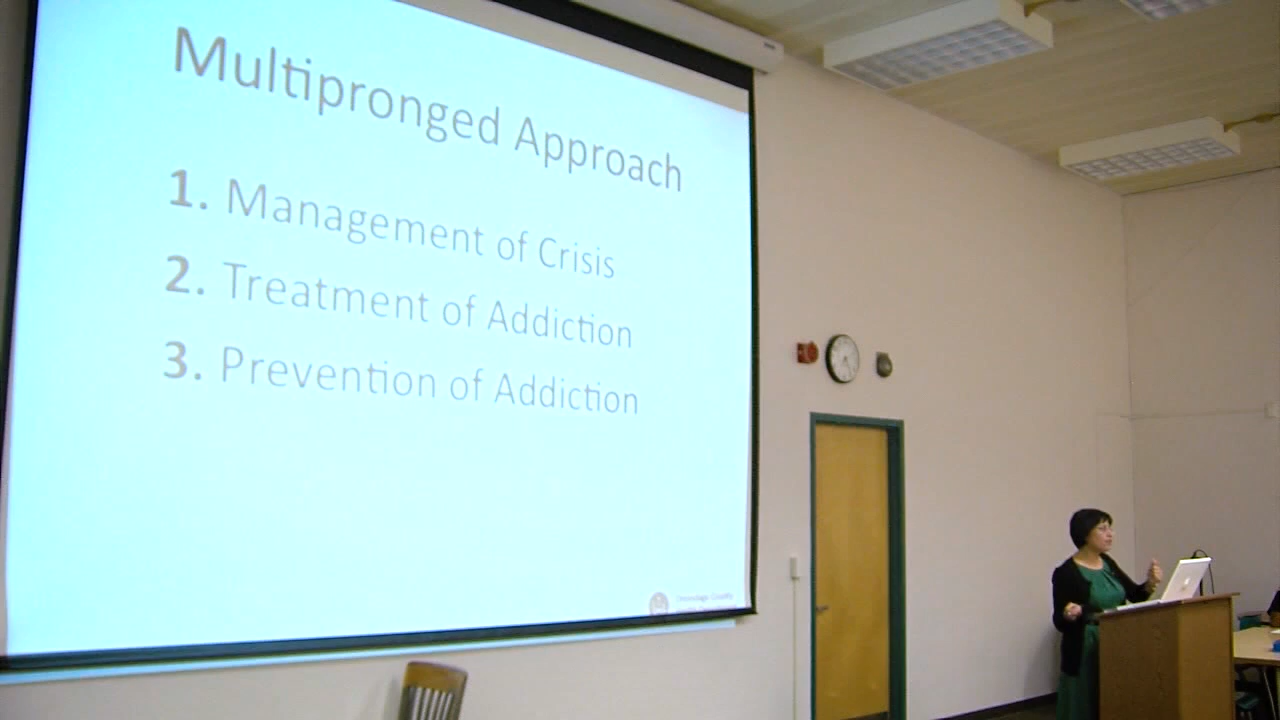 Multipronged Approach
1. Management of Crisis
2. Treatment of Addiction
3. Prevention of Addiction